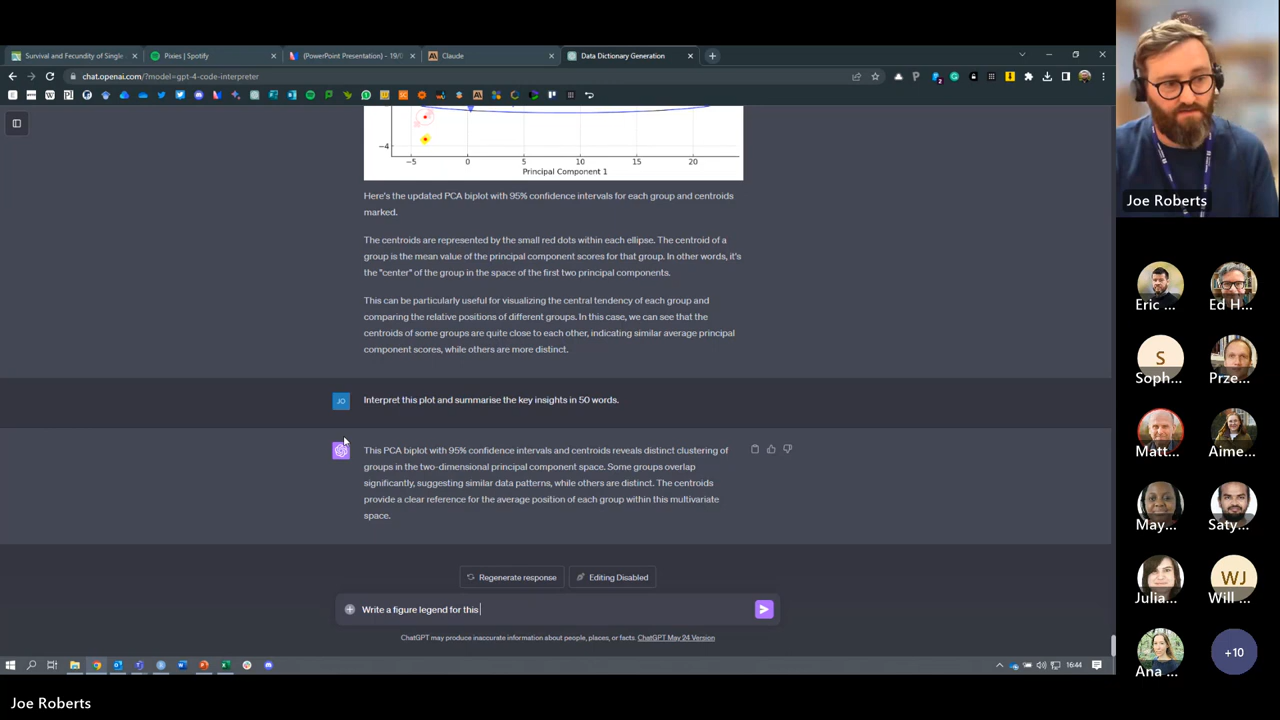 Survival and Fecundity of Single
Pixies | Spotify
(PowerPoint Presentation) - 19/0
Claude
Data Dictionary Generation
chat.openai.com/?model=gpt-4-code-interpreter
-4
-5 0 5 10 15 20
Principal Component 1
Here's the updated PCA biplot with 95% confidence intervals for each group and centroids
marked.
The centroids are represented by the small red dots within each ellipse. The centroid of a
group is the mean value of the principal component scores for that group. In other words, it's
the "center" of the group in the space of the first two principal components.
This can be particularly useful for visualizing the central tendency of each group and
comparing the relative positions of different groups. In this case, we can see that the
centroids of some groups are quite close to each other, indicating similar average principal
component scores, while others are more distinct.
JO
Interpret this plot and summarise the key insights in 50 words.
This PCA biplot with 95% confidence intervals and centroids reveals distinct clustering of
groups in the two-dimensional principal component space. Some groups overlap
significantly, suggesting similar data patterns, while others are distinct. The centroids
provide a clear reference for the average position of each group within this multivariate
space.
Regenerate response
Editing Disabled
Write a figure legend for this
ChatGPT may produce inaccurate information about people, places, or facts. ChatGPT May 24 Version
16:44
Joe Roberts
Joe Roberts
Eric ...
Ed H...
S
Soph...
Prze...
Matt...
Aime...
May...
Saty...
Julia...
WJ
Will ...
Ana ...
+10